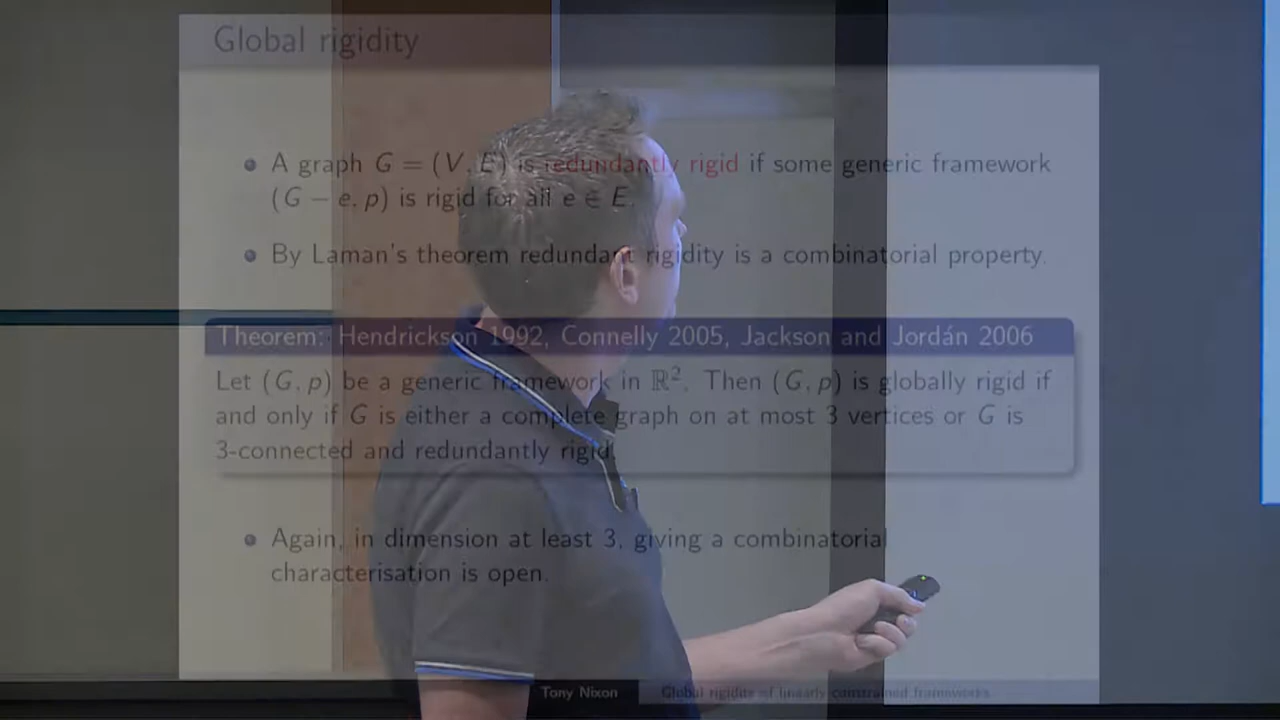 Global rigidity
A graph G = (V, E) is redundantly rigid if some generic framework
(G − e, p) is rigid for all e ∈ E.
By Laman's theorem redundant rigidity is a combinatorial property.
Theorem: Hendrickson 1992, Connelly 2005, Jackson and Jordán 2006
Let (G, p) be a generic framework in ℝ². Then (G, p) is globally rigid if
and only if G is either a complete graph on at most 3 vertices or G is
3-connected and redundantly rigid.
Again, in dimension at least 3, giving a combinatorial
characterisation is open.
Tony Nixon
Global rigidity of linearly constrained frameworks